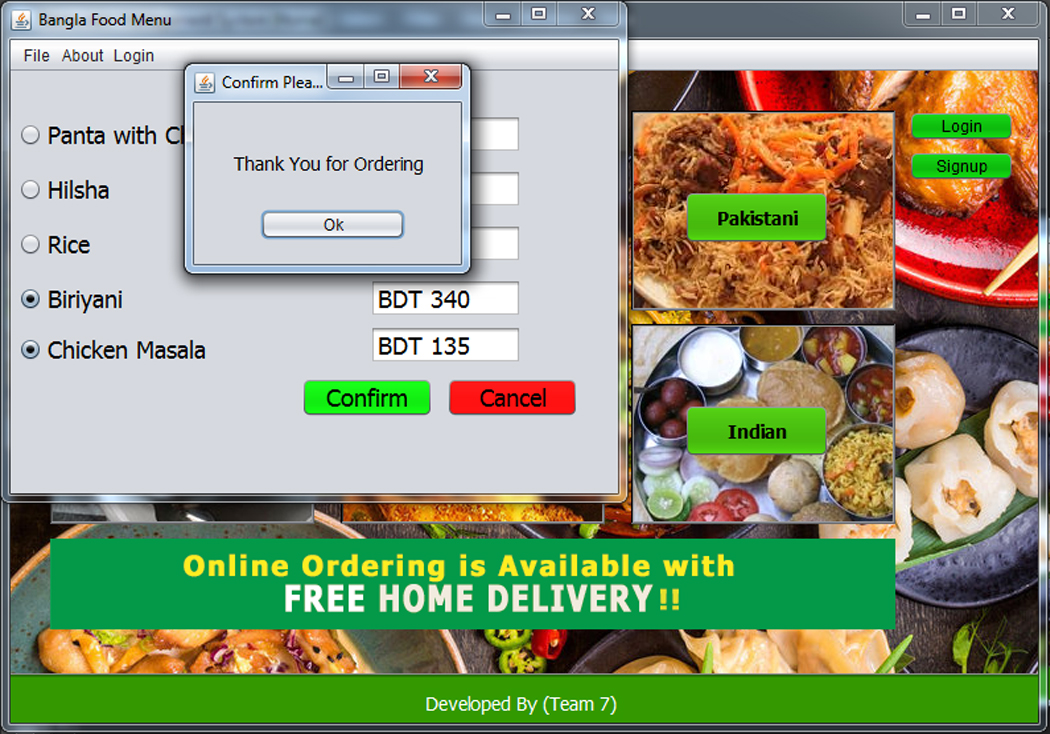 Bangla Food Menu
File About Login
Confirm Plea...
Thank You for Ordering
Ok
Panta with
Hilsha
Rice
Biriyani
BDT 340
Chicken Masala
BDT 135
Confirm
Cancel
Login
Signup
Pakistani
Indian
Online Ordering is Available with
FREE HOME DELIVERY!!
Developed By (Team 7)